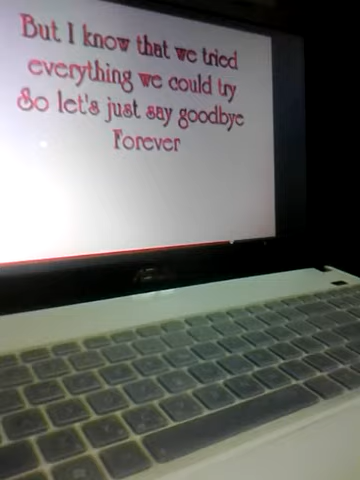 But I know that we tried
everything we could try
So let's just say goodbye
Forever